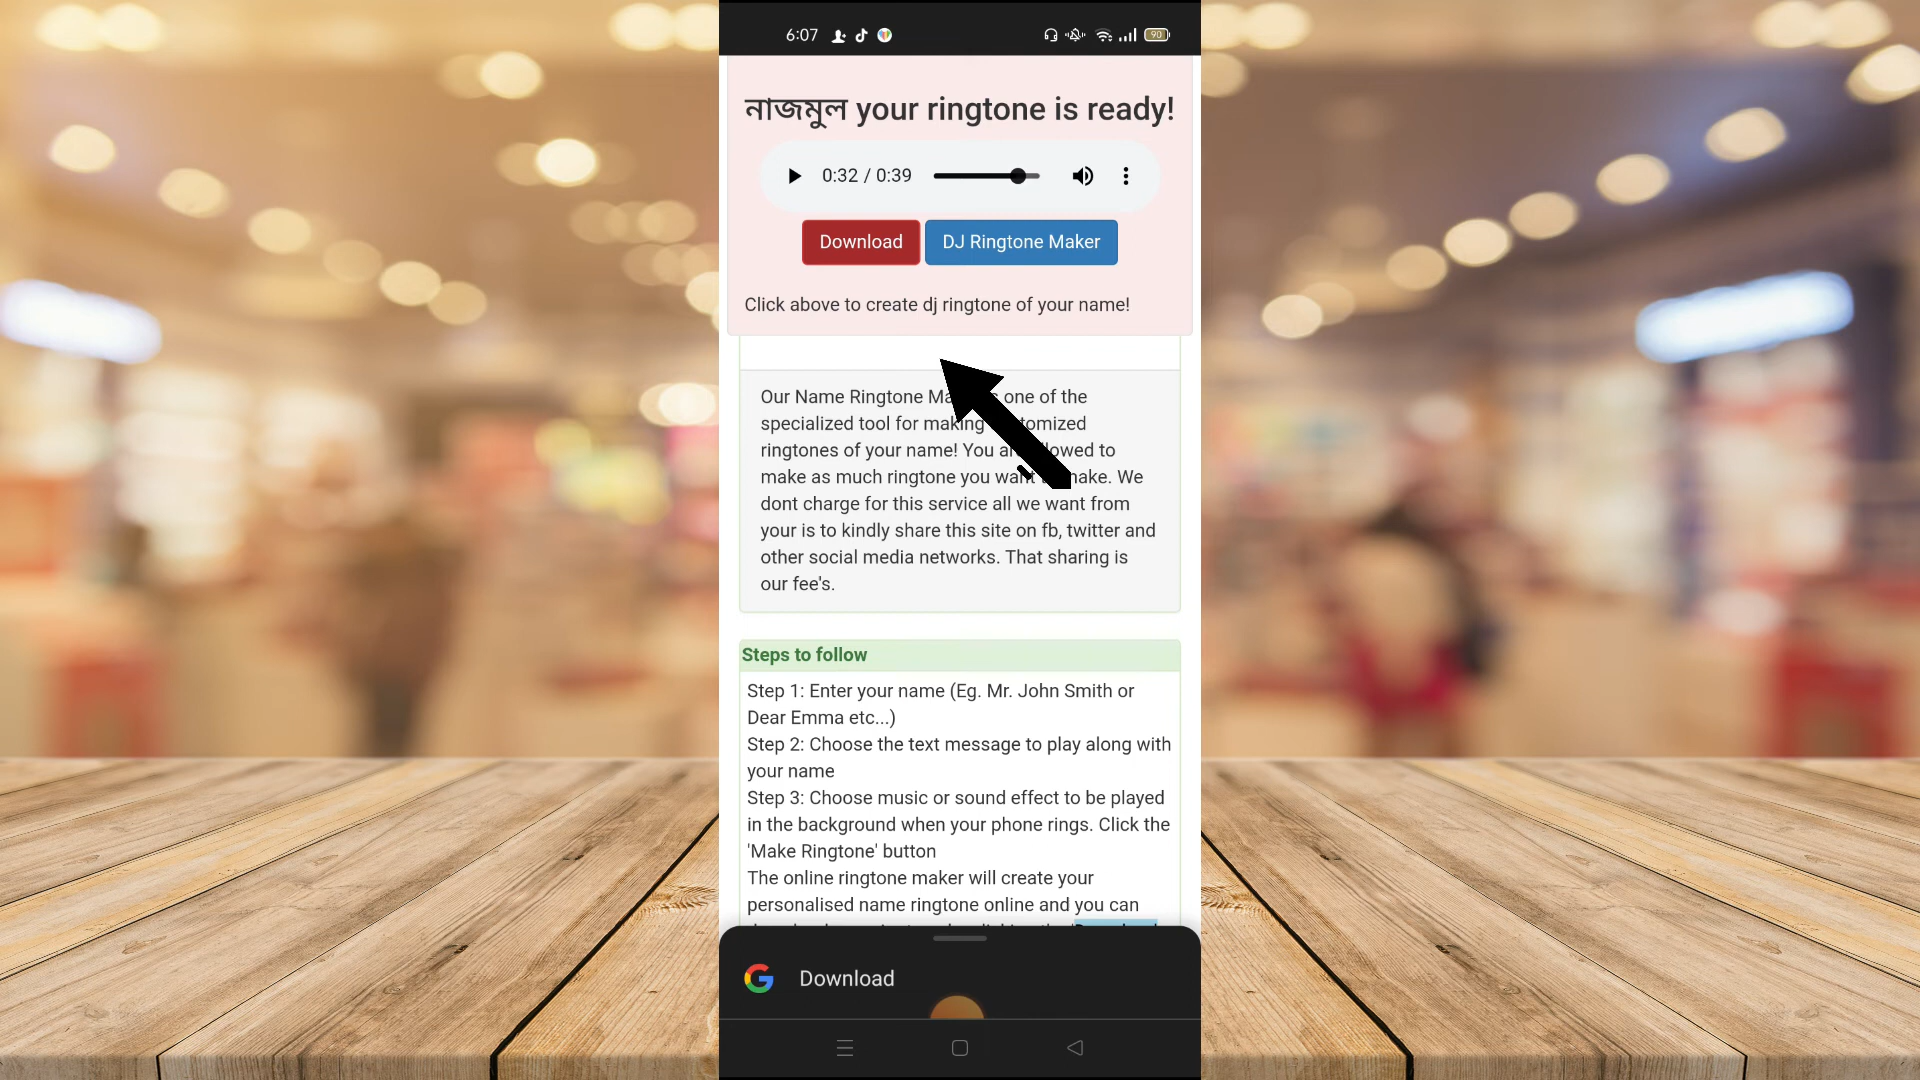 6:07
90
নাজমুল your ringtone is ready!
0:32 / 0:39
Download DJ Ringtone Maker
Click above to create dj ringtone of your name!
Our Name Ringtone one of the
specialized tool for making
ringtones of your name! You to
make as much ringtone you want make. We
dont charge for this service all we want from
your is to kindly share this site on fb, twitter and
other social media networks. That sharing is
our fee's.
Steps to follow
Step 1: Enter your name (Eg. Mr. John Smith or
Dear Emma etc...)
Step 2: Choose the text message to play along with
your name
Step 3: Choose music or sound effect to be played
in the background when your phone rings. Click the
'Make Ringtone' button
The online ringtone maker will create your
personalised name ringtone online and you can
Download